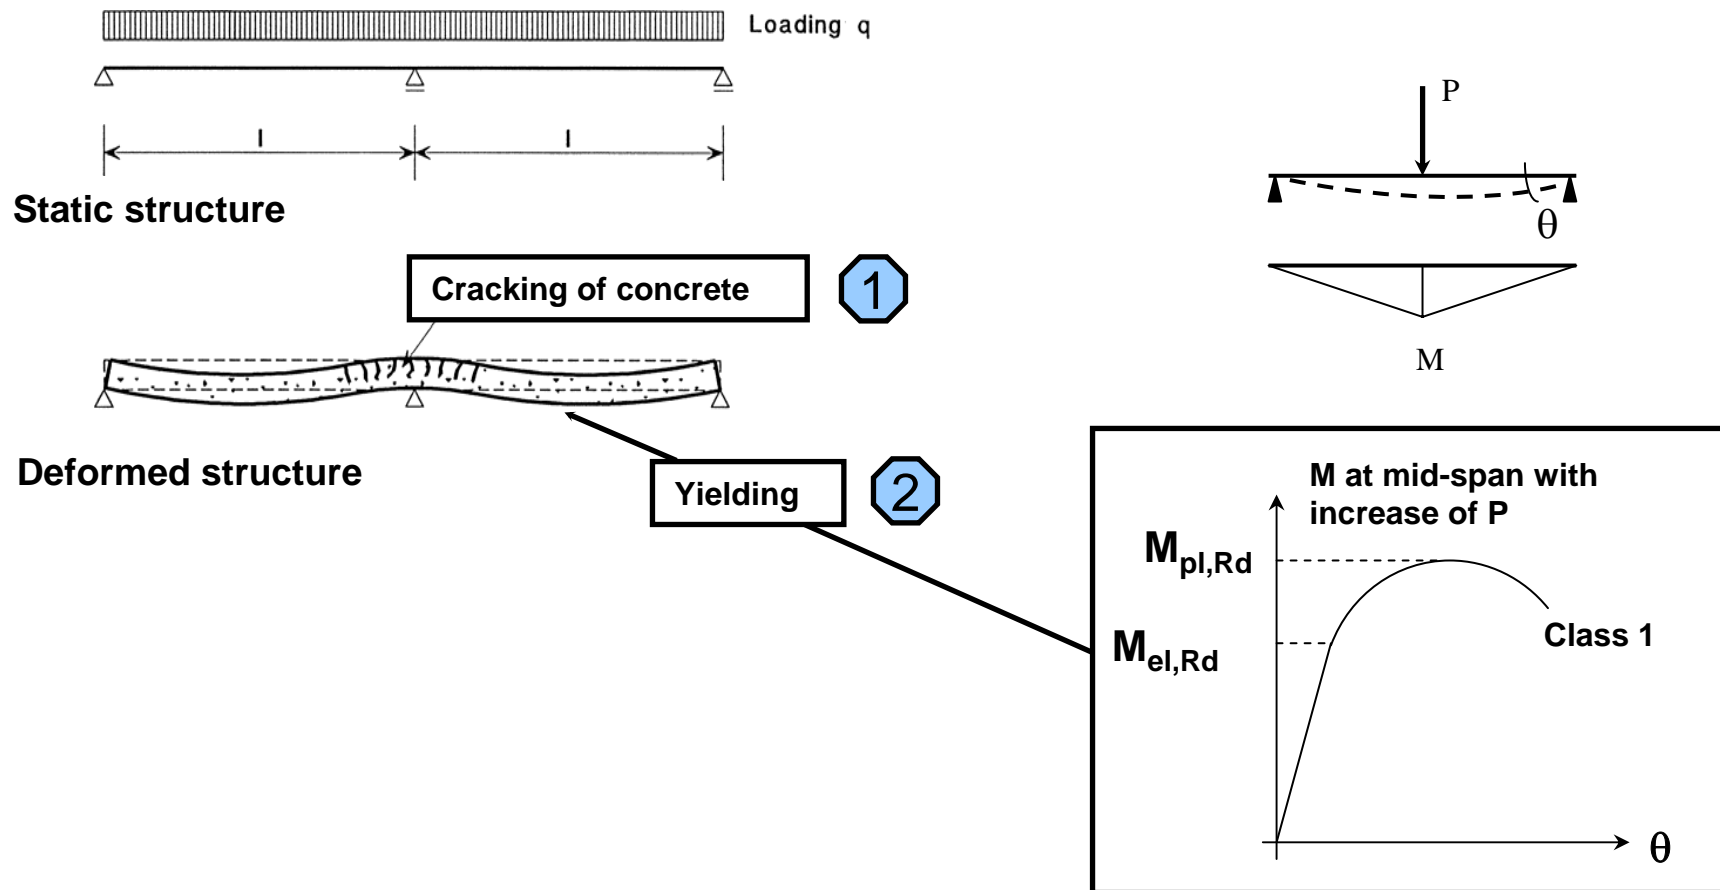 Loading q
l
l
Static structure
Cracking of concrete
1
Deformed structure
Yielding
2
P
θ
M
M at mid-span with
increase of P
Mpl,Rd
Mel,Rd
Class 1
θ